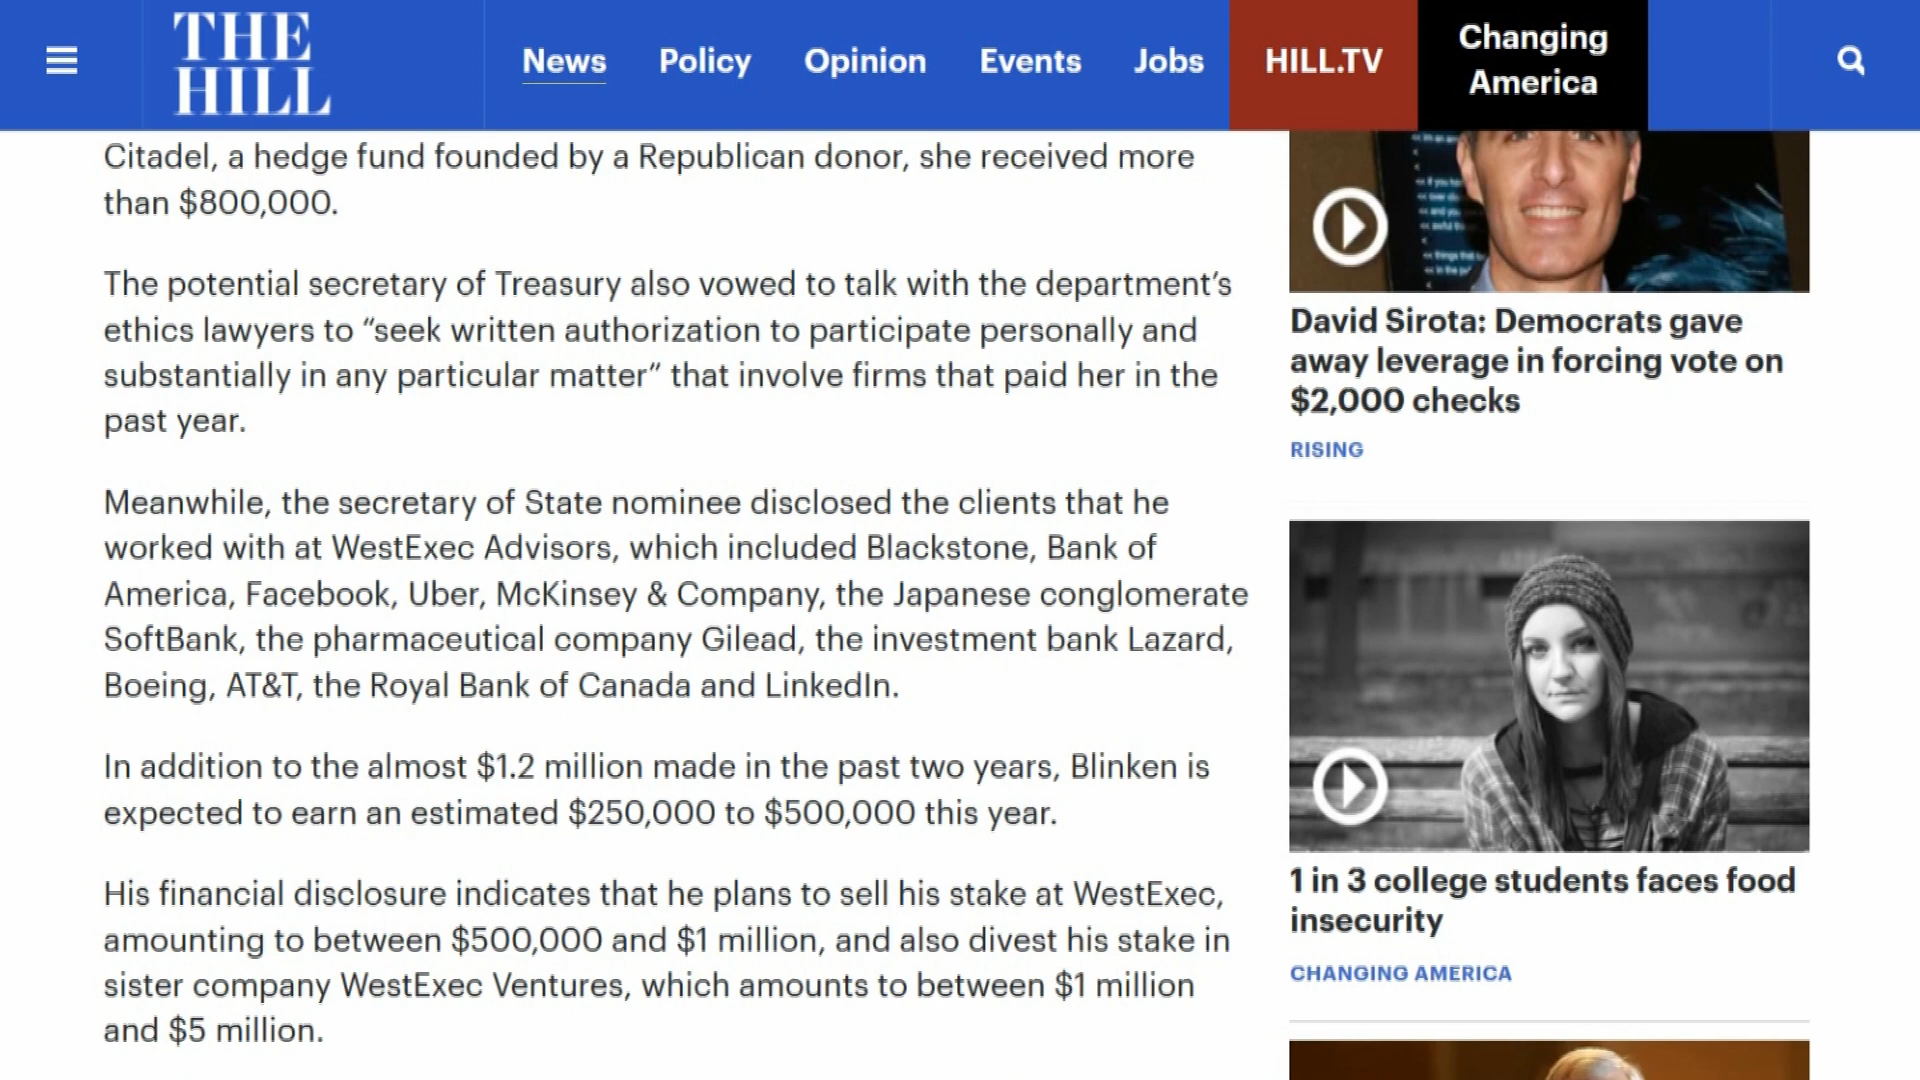 THE
HILL
News
Policy
Opinion
Events
Jobs
HILL.TV
Changing
America
Citadel, a hedge fund founded by a Republican donor, she received more
than $800,000.
The potential secretary of Treasury also vowed to talk with the department’s
ethics lawyers to “seek written authorization to participate personally and
substantially in any particular matter” that involve firms that paid her in the
past year.
Meanwhile, the secretary of State nominee disclosed the clients that he
worked with at WestExec Advisors, which included Blackstone, Bank of
America, Facebook, Uber, McKinsey & Company, the Japanese conglomerate
SoftBank, the pharmaceutical company Gilead, the investment bank Lazard,
Boeing, AT&T, the Royal Bank of Canada and LinkedIn.
In addition to the almost $1.2 million made in the past two years, Blinken is
expected to earn an estimated $250,000 to $500,000 this year.
His financial disclosure indicates that he plans to sell his stake at WestExec,
amounting to between $500,000 and $1 million, and also divest his stake in
sister company WestExec Ventures, which amounts to between $1 million
and $5 million.
David Sirota: Democrats gave
away leverage in forcing vote on
$2,000 checks
RISING
1 in 3 college students faces food
insecurity
CHANGING AMERICA